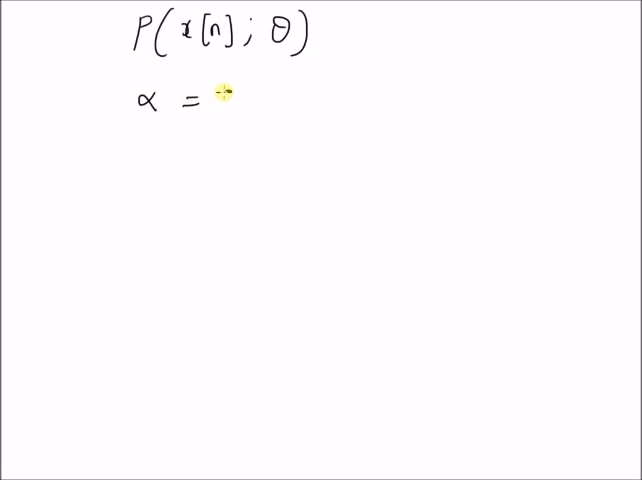 P(x[n]; θ)
α =